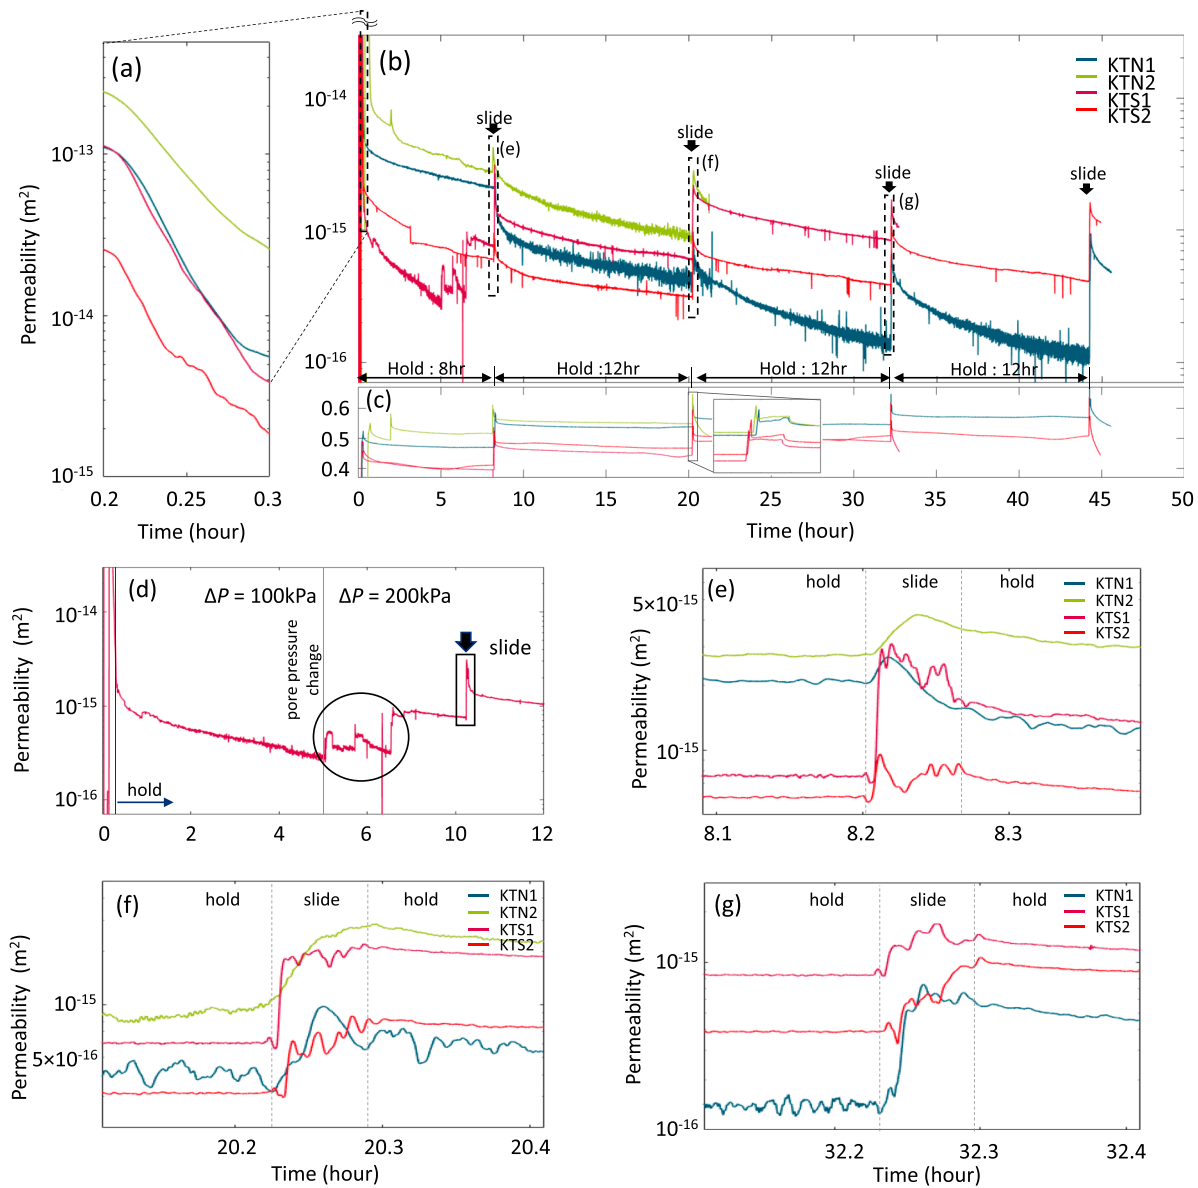 (a)
Permeability (m²)
10-13
10-14
10-15
0.2
0.25
0.3
Time (hour)
(b)
KTN1
KTN2
KTS1
KTS2
10-14
10-15
10-16
slide
(e)
slide
(f)
slide
(g)
slide
Hold : 8hr
Hold :12hr
Hold : 12hr
Hold : 12hr
(c)
0.6
0.5
0.4
0 5 10 15 20 25 30 35 40 45 50
Time (hour)
(d)
ΔP = 100kPa
ΔP = 200kPa
pore pressure
change
slide
hold
Permeability (m²)
10-14
10-15
10-16
0 2 4 6 8 10 12
(e)
hold slide hold
KTN1
KTN2
KTS1
KTS2
Permeability (m²)
5×10-15
10-15
8.1 8.2 8.3
(f)
hold slide hold
KTN1
KTN2
KTS1
KTS2
Permeability (m²)
10-15
5×10-16
20.2 20.3 20.4
Time (hour)
(g)
hold slide hold
KTN1
KTS1
KTS2
Permeability (m²)
10-15
10-16
32.2 32.3 32.4
Time (hour)